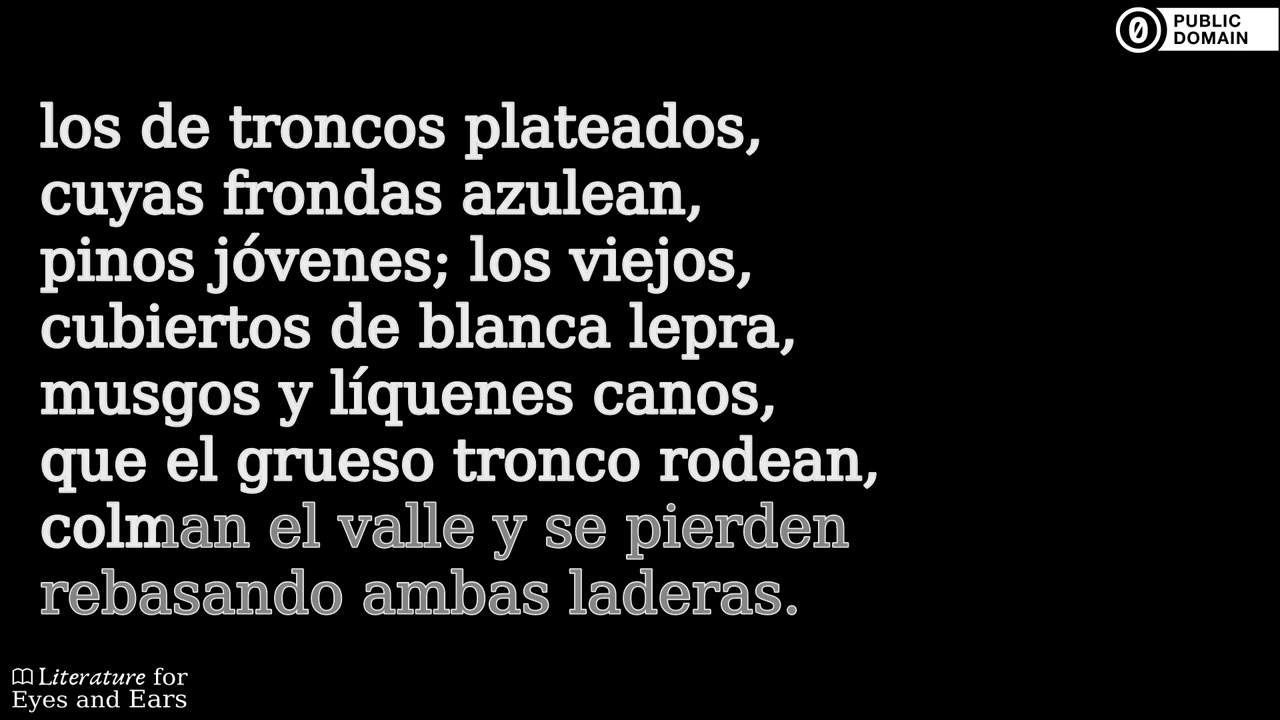 PUBLIC
DOMAIN
los de troncos plateados,
cuyas frondas azulean,
pinos jóvenes; los viejos,
cubiertos de blanca lepra,
musgos y líquenes canos,
que el grueso tronco rodean,
colman el valle y se pierden
rebasando ambas laderas.
Literature for
Eyes and Ears